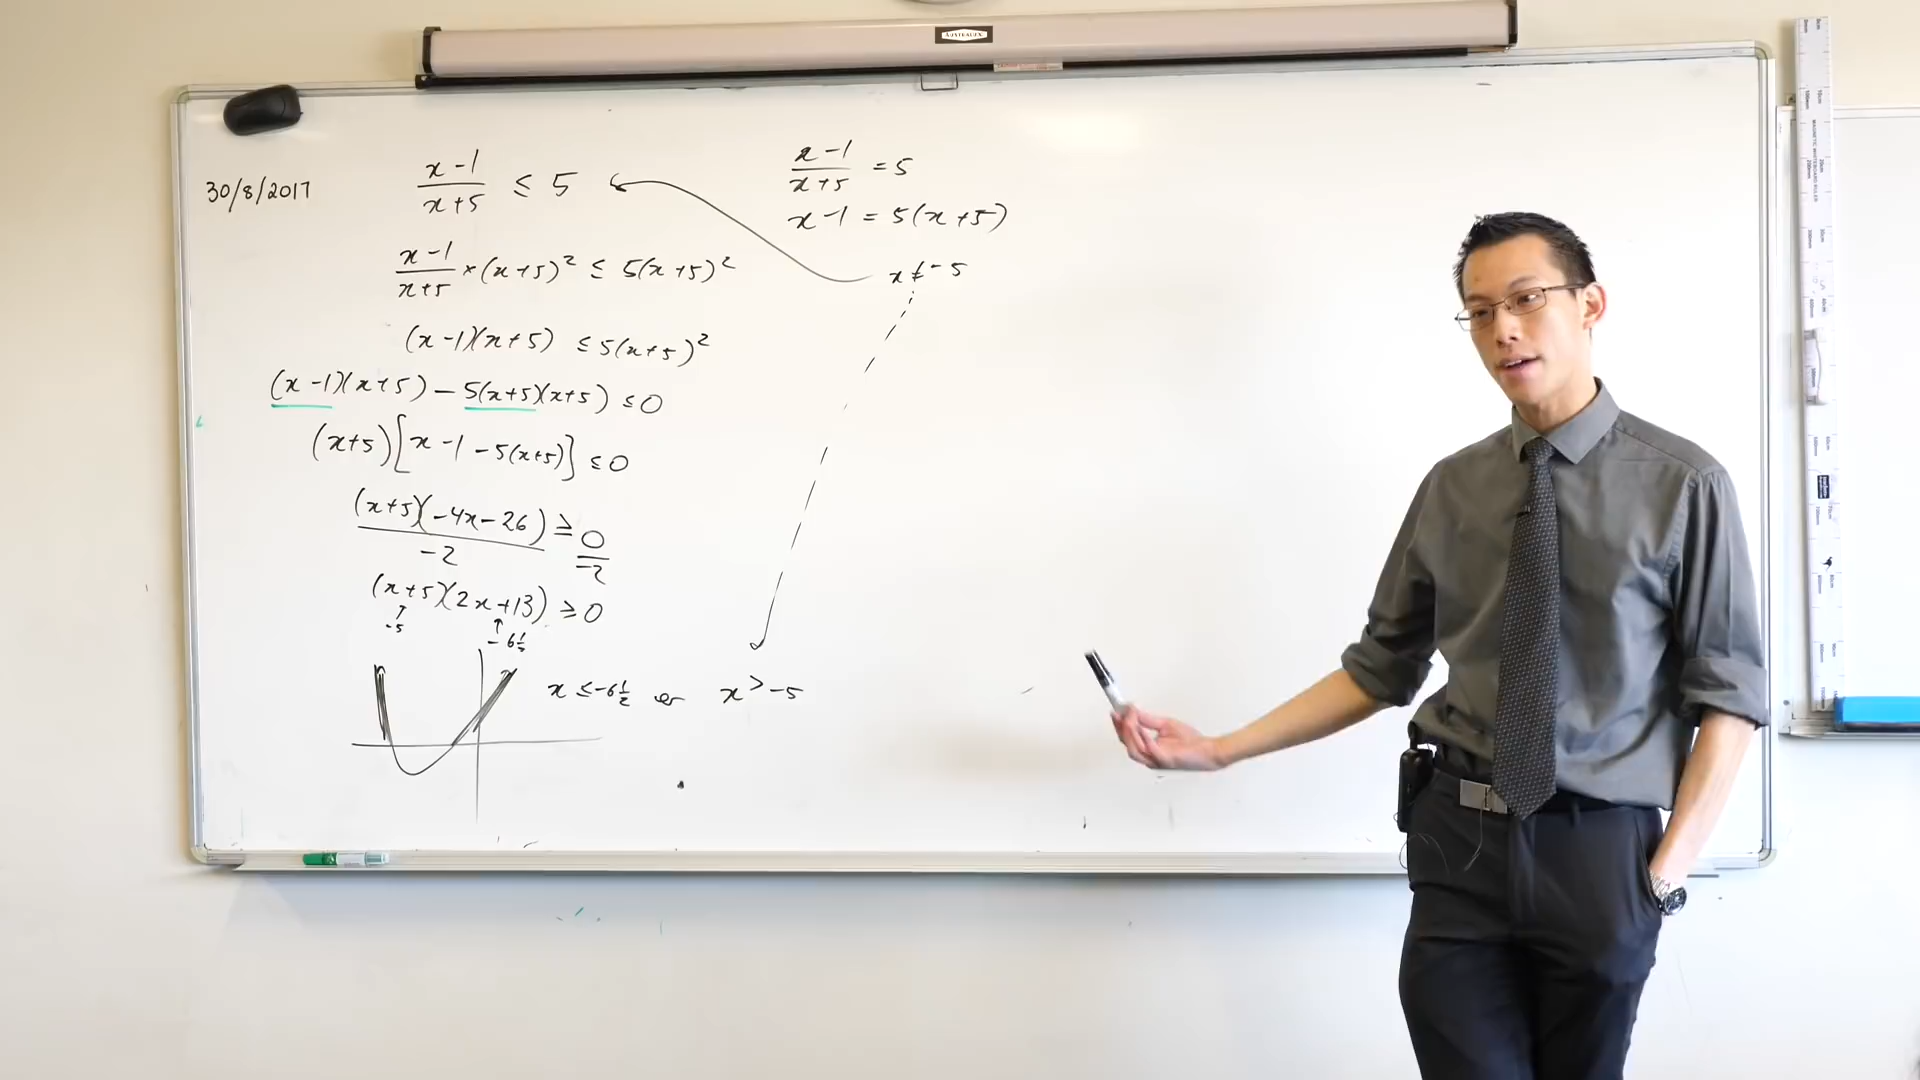 AUSTRALIAN
30/8/2017
x-1/x+5 ≤ 5
x-1/x+5 × (x+5)² ≤ 5(x+5)²
(x-1)(x+5) ≤ 5(x+5)²
(x-1)(x+5) - 5(x+5)(x+5) ≤ 0
(x+5)[x-1-5(x+5)] ≤ 0
(x+5)(-4x-26)/-2 ≥ 0/-2
(x+5)(2x+13) ≥ 0
-5
-6½
x ≤ -6½ or x > -5
x-1/x+5 = 5
x-1 = 5(x+5)
x ≠ -5